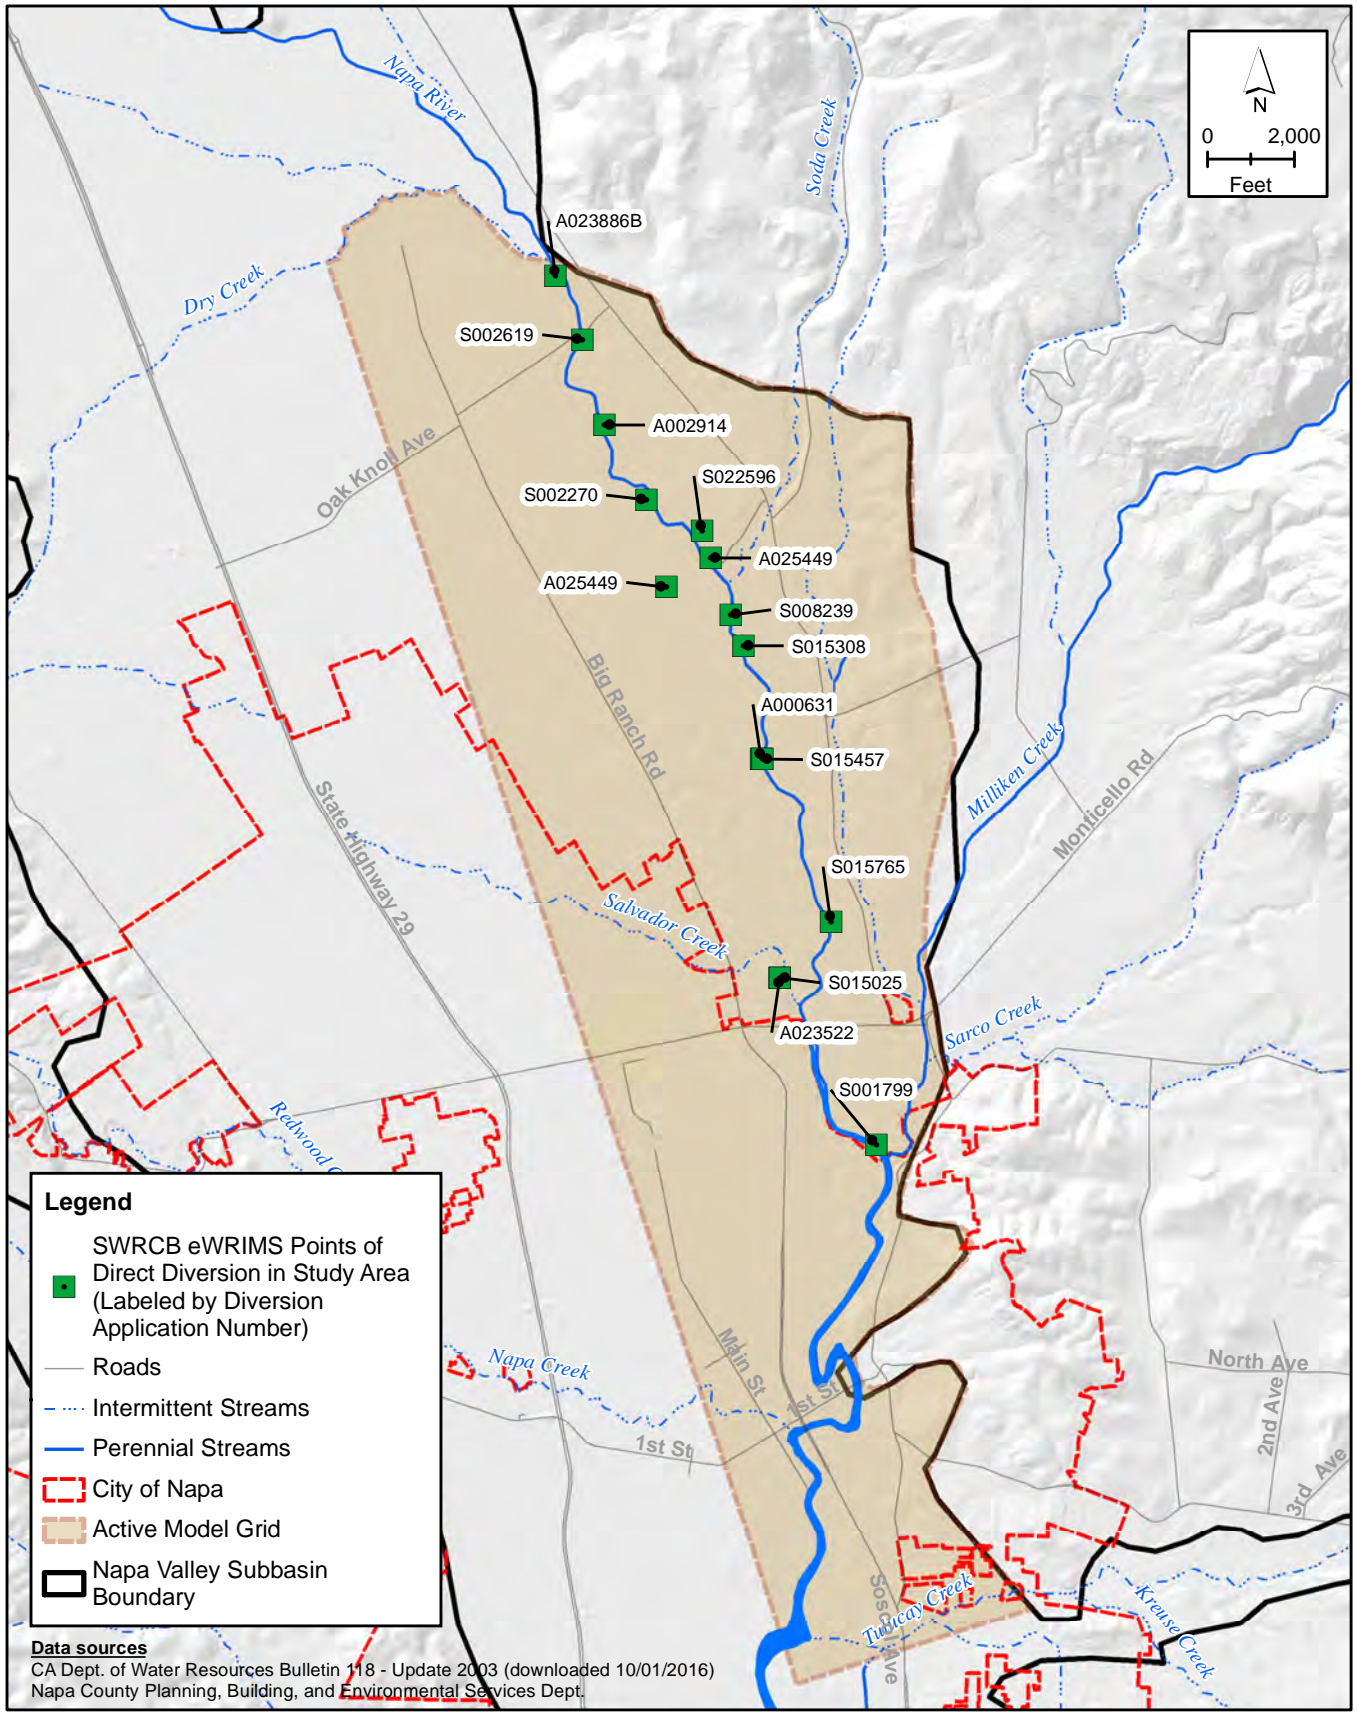 Napa River
Soda Creek
N
0 2,000
Feet
A023886B
Dry Creek
S002619
A002914
Oak Knoll Ave
S022596
S002270
A025449
A025449
S008239
S015308
Big Ranch Rd
A000631
S015457
Milliken Creek
Monticello Rd
State Highway 29
S015765
Salvador Creek
S015025
A023522
Sarco Creek
S001799
Redwood C
Legend
SWRCB eWRIMS Points of
Direct Diversion in Study Area
(Labeled by Diversion
Application Number)
Roads
Intermittent Streams
Perennial Streams
City of Napa
Active Model Grid
Napa Valley Subbasin
Boundary
Napa Creek
Main St
1st St
1st St
North Ave
2nd Ave
3rd Ave
Soscol Ave
Tulucay Creek
Kreuse Creek
Data sources
CA Dept. of Water Resources Bulletin 118 - Update 2003 (downloaded 10/01/2016)
Napa County Planning, Building, and Environmental Services Dept.